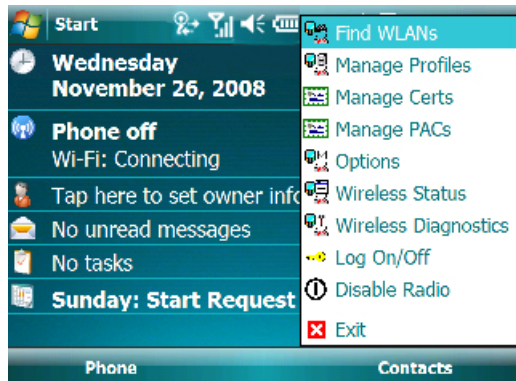 Start
Wednesday
November 26, 2008
Phone off
Wi-Fi: Connecting
Tap here to set owner info
No unread messages
No tasks
Sunday: Start Request
Phone
Contacts
Find WLANs
Manage Profiles
Manage Certs
Manage PACs
Options
Wireless Status
Wireless Diagnostics
Log On/Off
Disable Radio
Exit